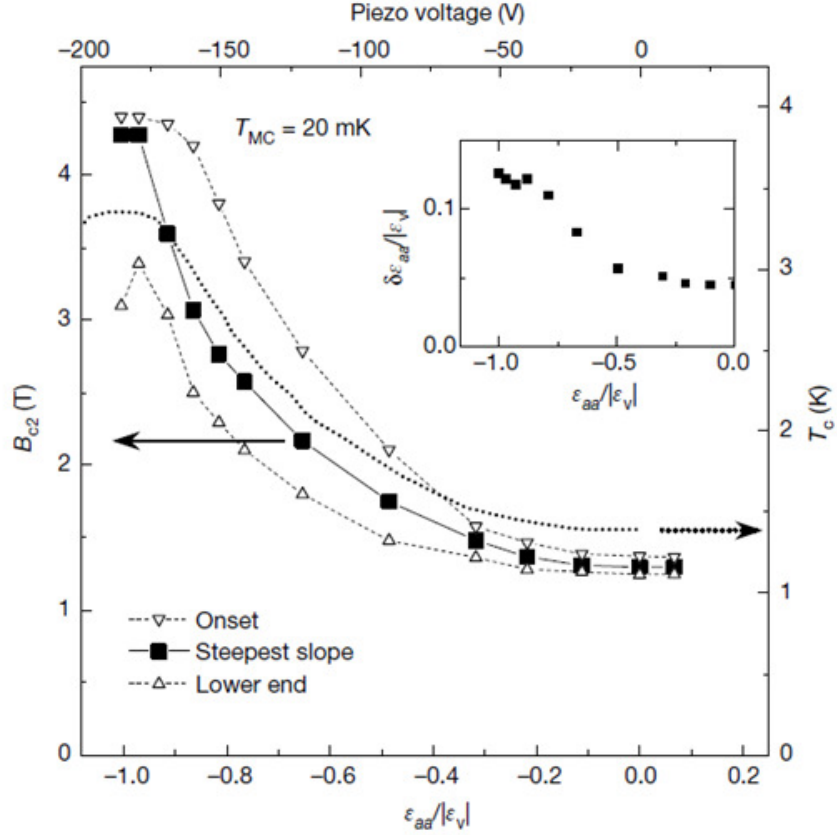 Piezo voltage (V)
−200 −150 −100 −50 0
T_MC = 20 mK
B_c2 (T)
4
3
2
1
0
T_c (K)
4
3
2
1
0
δε_aa/|ε_v|
0.1
0.0
−1.0 −0.5 0.0
ε_aa/|ε_v|
Onset
Steepest slope
Lower end
−1.0 −0.8 −0.6 −0.4 −0.2 0.0 0.2
ε_aa/|ε_v|